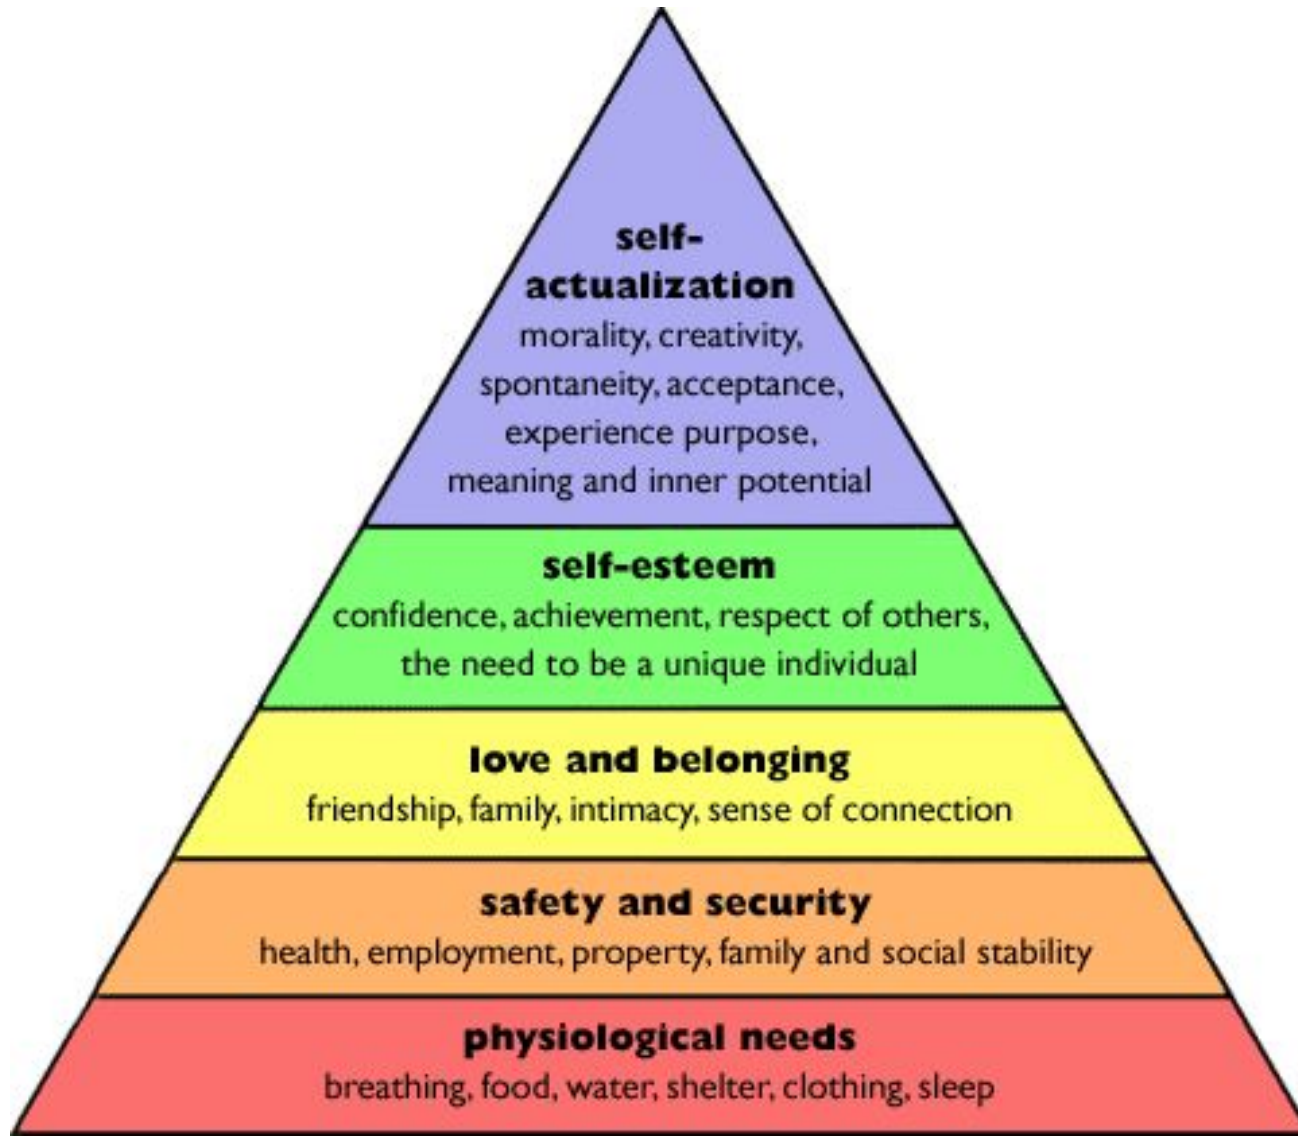 self-
actualization
morality, creativity,
spontaneity, acceptance,
experience purpose,
meaning and inner potential
self-esteem
confidence, achievement, respect of others,
the need to be a unique individual
love and belonging
friendship, family, intimacy, sense of connection
safety and security
health, employment, property, family and social stability
physiological needs
breathing, food, water, shelter, clothing, sleep